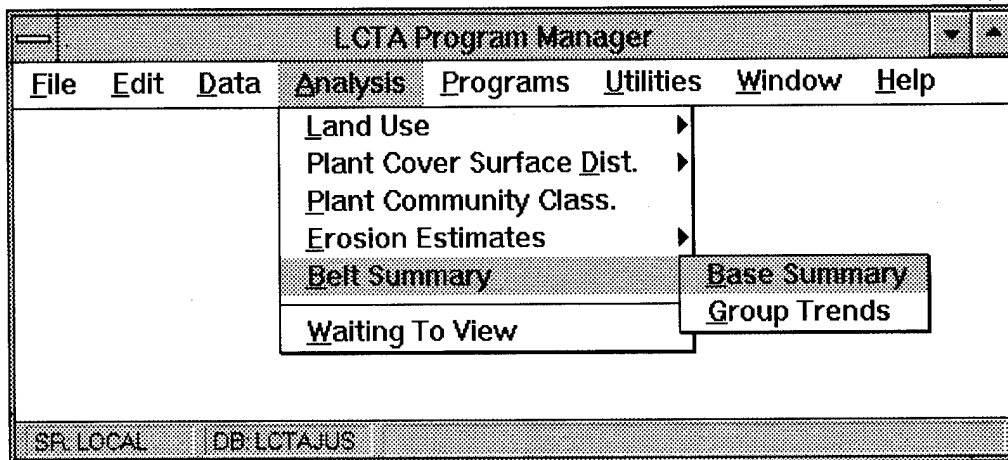 LCTA Program Manager
File Edit Data Analysis Programs Utilities Window Help
Land Use
Plant Cover Surface Dist.
Plant Community Class.
Erosion Estimates
Belt Summary
Base Summary
Group Trends
Waiting To View
SR: LOCAL DB: LCTAJUS